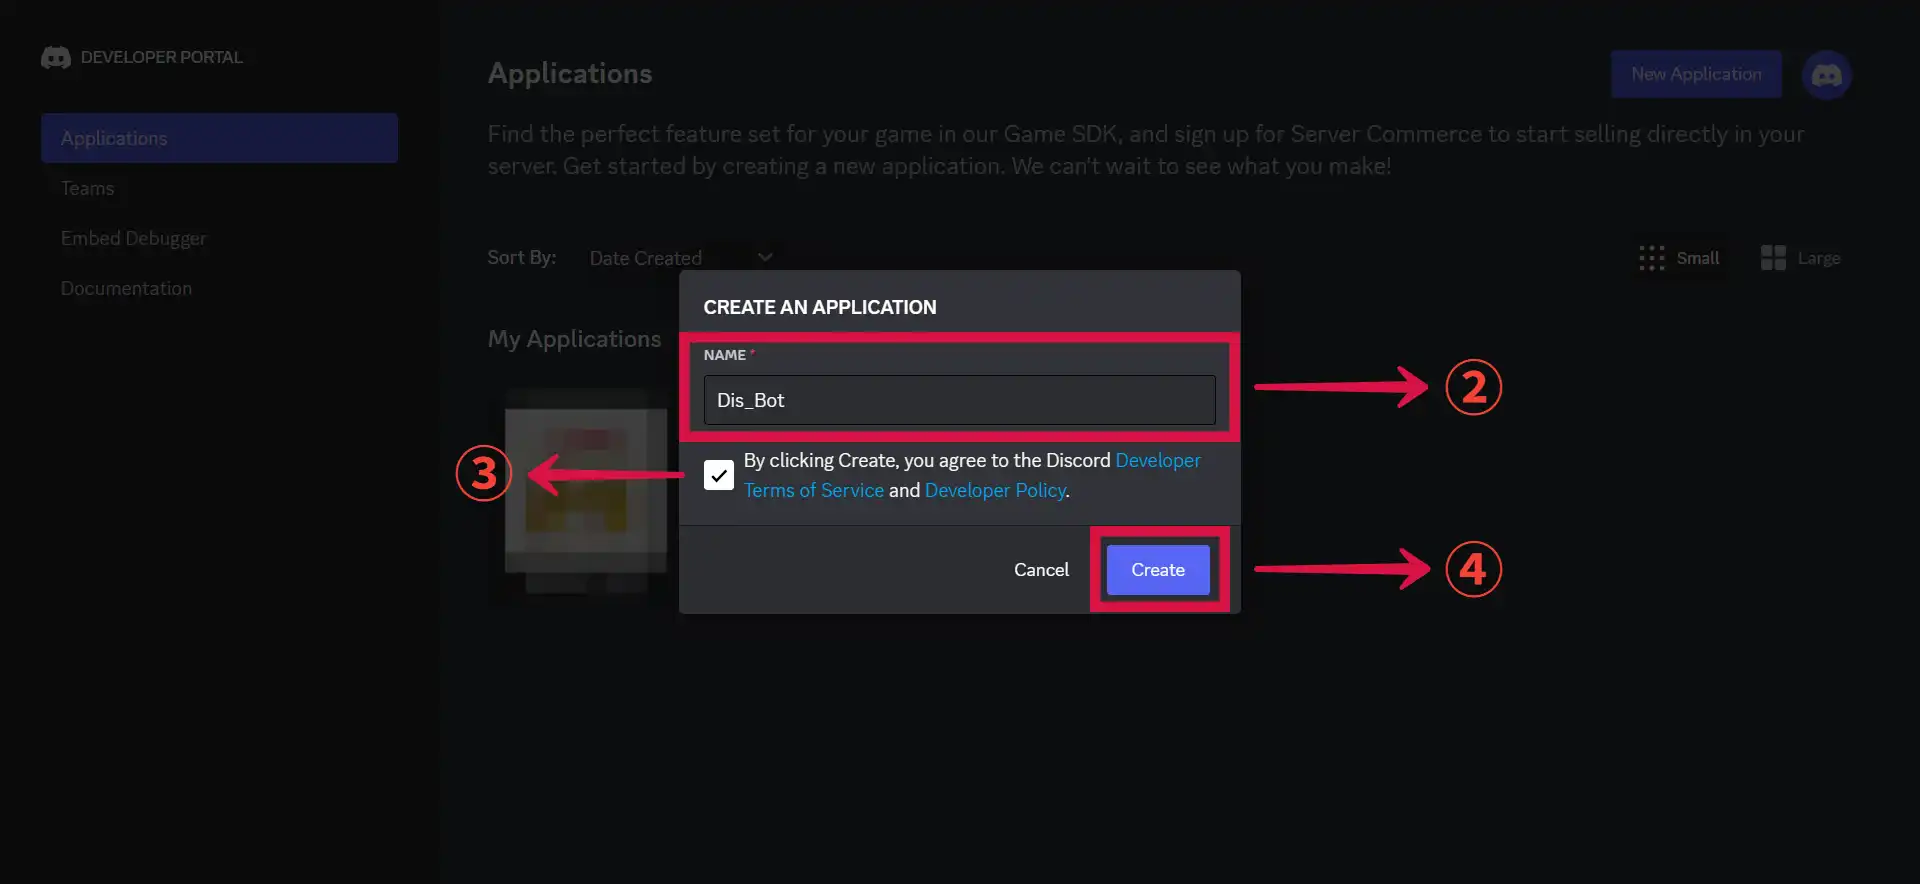 DEVELOPER PORTAL
Applications
Teams
Embed Debugger
Documentation
Applications
New Application
Find the perfect feature set for your game in our Game SDK, and sign up for Server Commerce to start selling directly in your
server. Get started by creating a new application. We can't wait to see what you make!
Sort By: Date Created
Small Large
My Applications
CREATE AN APPLICATION
NAME *
Dis_Bot
2
3
By clicking Create, you agree to the Discord Developer
Terms of Service and Developer Policy.
Cancel Create
4